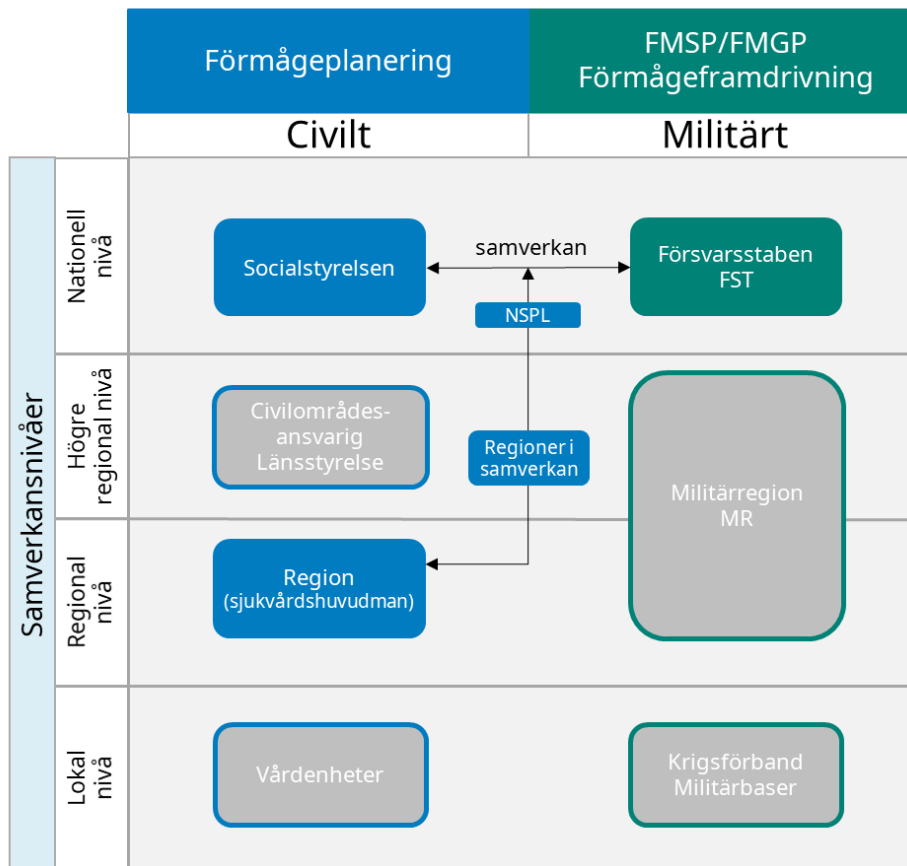 Förmågeplanering
FMSP/FMGP
Förmågeframdrivning
Civilt
Militärt
Samverkansnivåer
Nationell
nivå
Socialstyrelsen
samverkan
Försvarsstaben
FST
NSPL
Högre
regional nivå
Civilområdes-
ansvarig
Länsstyrelse
Regioner i
samverkan
Militärregion
MR
Regional
nivå
Region
(sjukvårdshuvudman)
Lokal
nivå
Vårdenheter
Krigsförband
Militärbaser